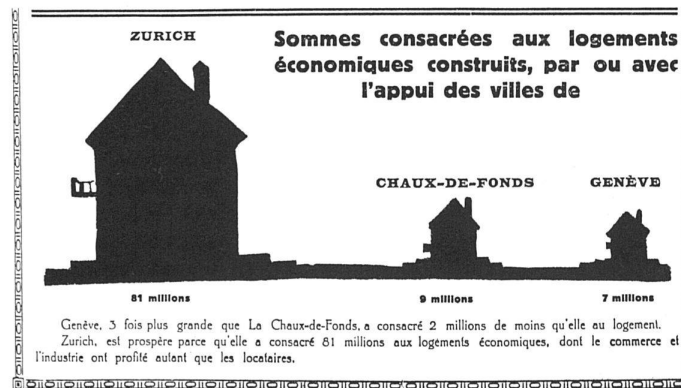 ZURICH
Sommes consacrées aux logements
économiques construits, par ou avec
l'appui des villes de
CHAUX-DE-FONDS
GENÈVE
81 millions
9 millions
7 millions
Genève, 3 fois plus grande que La Chaux-de-Fonds, a consacré 2 millions de moins qu'elle au logement.
Zurich, est prospère parce qu'elle a consacré 81 millions aux logements économiques, dont le commerce et
l'industrie ont profité autant que les locataires.